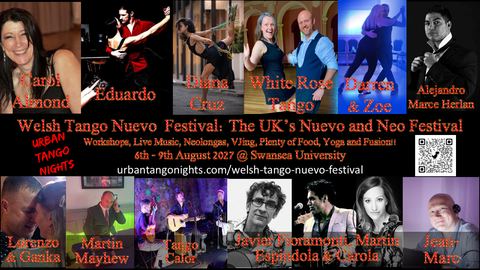 Carol Almond
Eduardo
Diana Cruz
White Rose Tango
Darren & Zoe
Alejandro Marce Herlan
Welsh Tango Nuevo Festival: The UK's Nuevo and Neo Festival
URBAN TANGO NIGHTS
Workshops, Live Music, Neolongas, VJing, Plenty of Food, Yoga and Fusion!!
6th - 9th August 2027 @ Swansea University
urbantangonights.com/welsh-tango-nuevo-festival
Lorenzo & Ganka
Martin Mayhew
Tango Calor
Javier Fioramonti, Martin Espindola & Carola
Jean-Marc